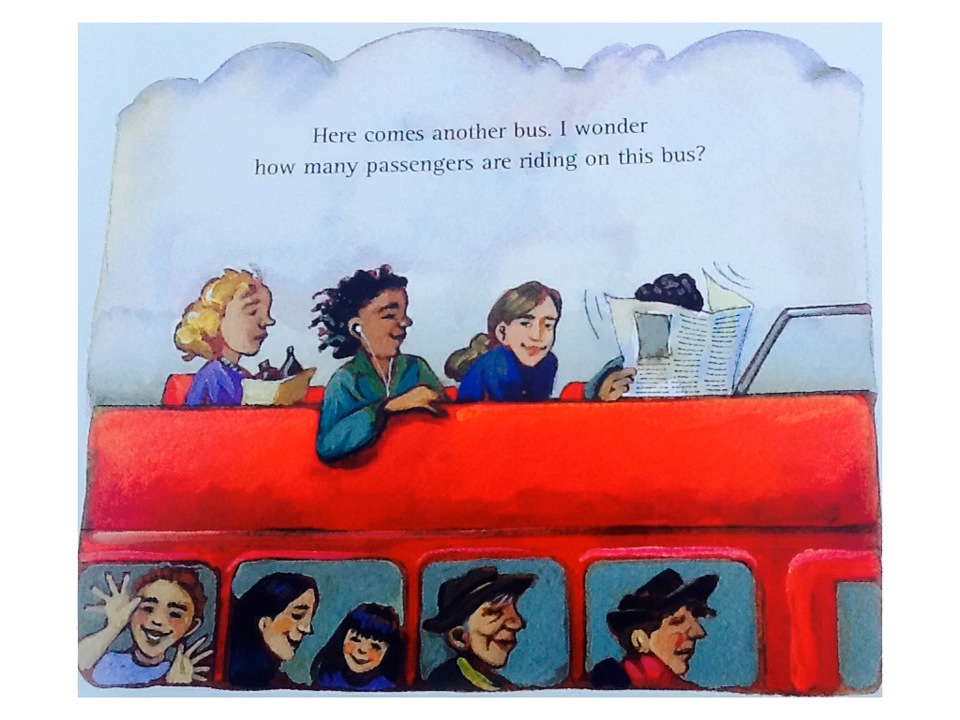 Here comes another bus. I wonder
how many passengers are riding on this bus?